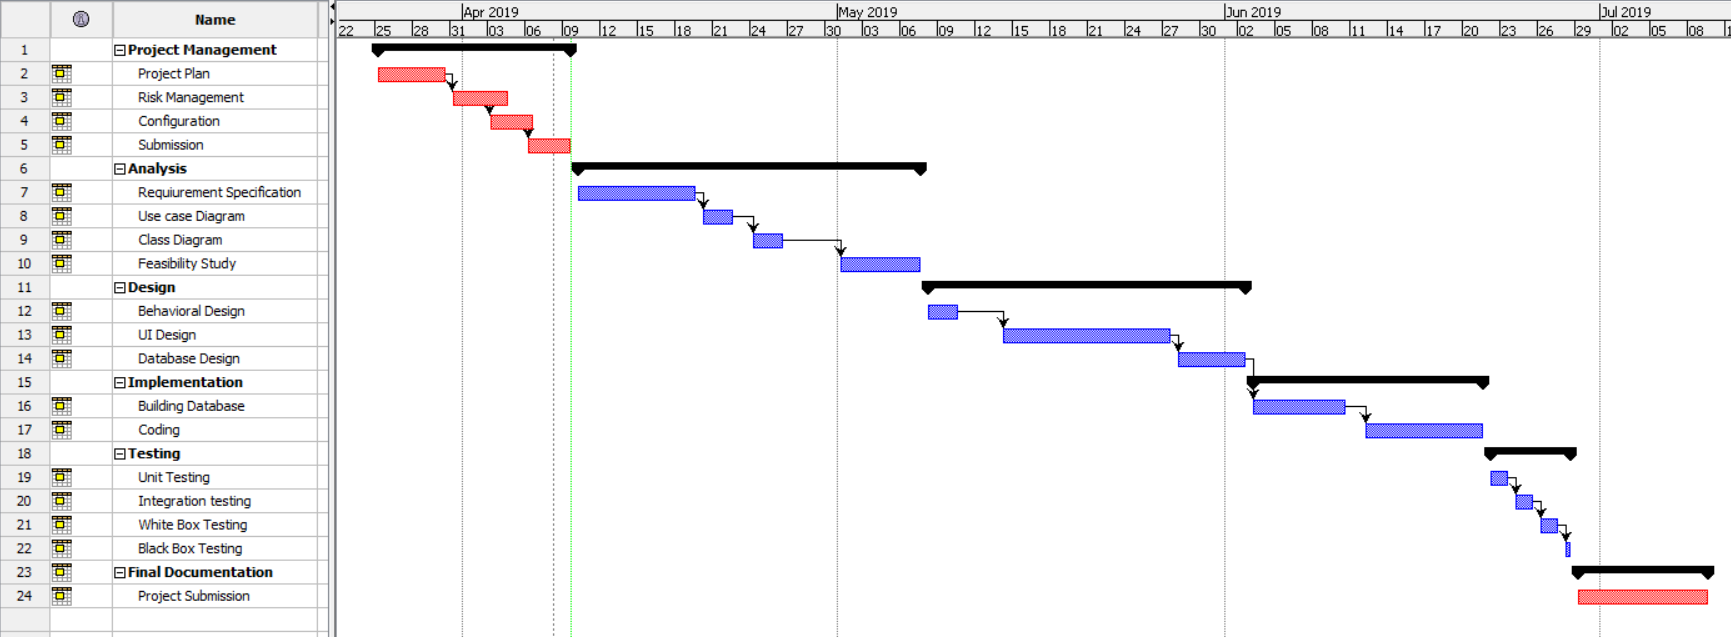 Name
Apr 2019 May 2019 Jun 2019 Jul 2019
22 25 28 31 03 06 09 12 15 18 21 24 27 30 03 06 09 12 15 18 21 24 27 30 02 05 08 11 14 17 20 23 26 29 02 05 08
1 Project Management
2 Project Plan
3 Risk Management
4 Configuration
5 Submission
6 Analysis
7 Requiurement Specification
8 Use case Diagram
9 Class Diagram
10 Feasibility Study
11 Design
12 Behavioral Design
13 UI Design
14 Database Design
15 Implementation
16 Building Database
17 Coding
18 Testing
19 Unit Testing
20 Integration testing
21 White Box Testing
22 Black Box Testing
23 Final Documentation
24 Project Submission